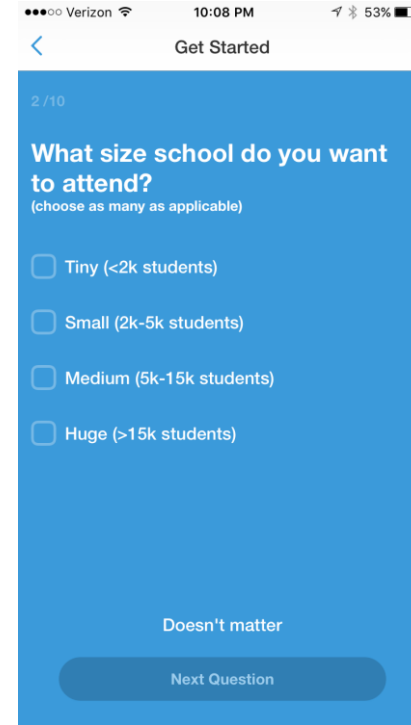 Verizon 10:08 PM 53%
Get Started
2 /10
What size school do you want
to attend?
(choose as many as applicable)
Tiny (<2k students)
Small (2k-5k students)
Medium (5k-15k students)
Huge (>15k students)
Doesn't matter
Next Question